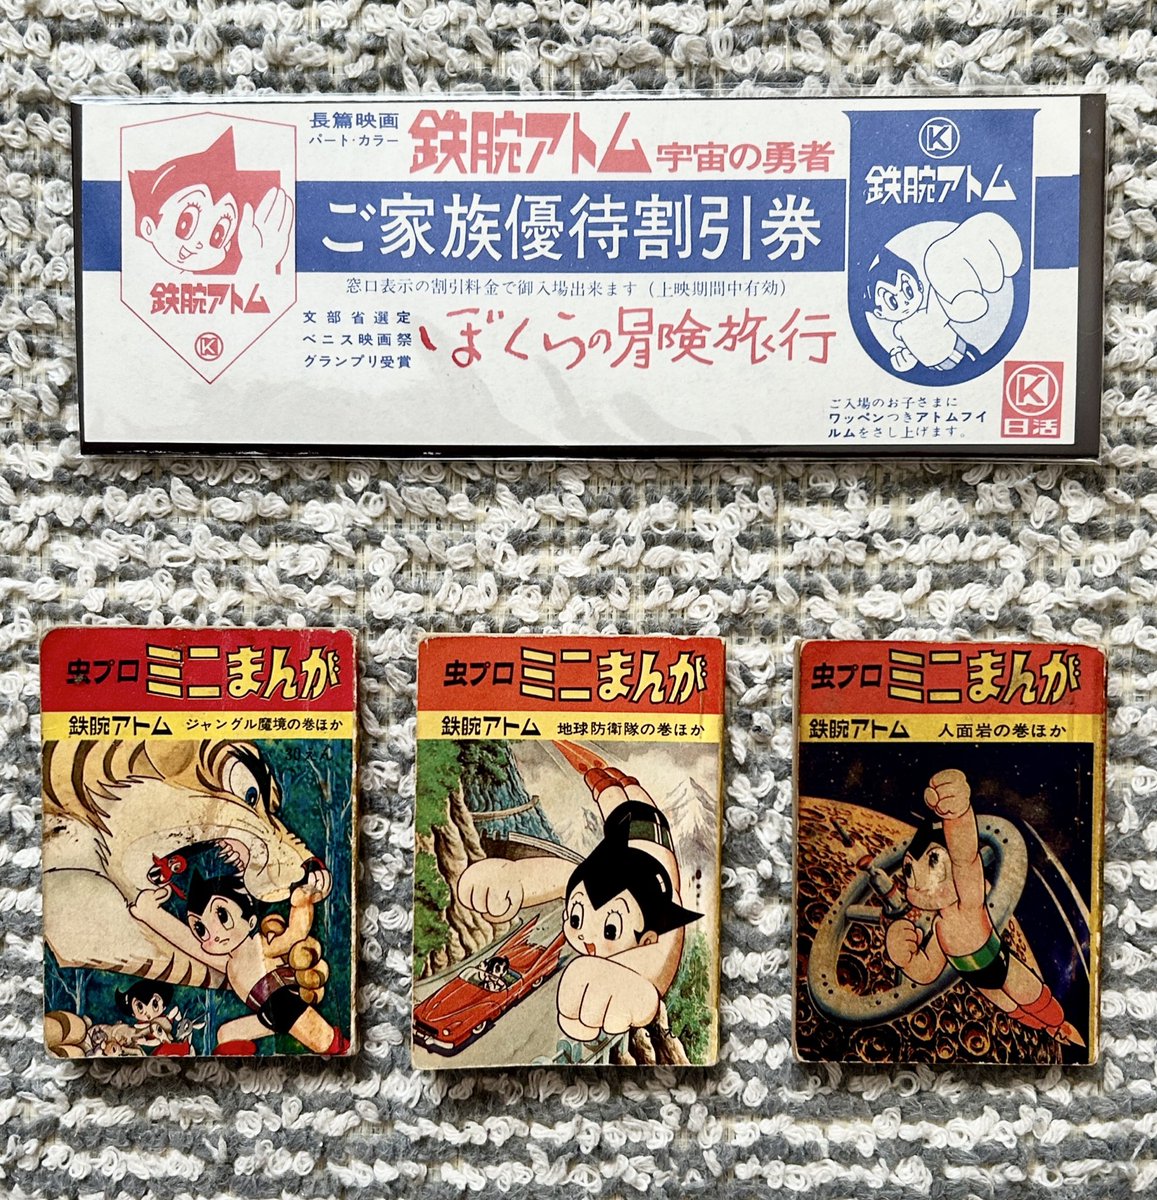 長篇映画
パート・カラー
鉄腕アトム 宇宙の勇者
ご家族優待割引券
窓口表示の割引料金で御入場出来ます(上映期間中有効)
文部省選定
ベニス映画祭
グランプリ受賞
ぼくらの冒険旅行
鉄腕アトム
K
K
鉄腕アトム
ご入場のお子さまに
ワッペンつきアトムフイ
ルムをさし上げます。
K
日活
虫プロ ミニまんが
鉄腕アトム ジャングル魔境の巻ほか
30えん
虫プロ ミニまんが
鉄腕アトム 地球防衛隊の巻ほか
虫プロ ミニまんが
鉄腕アトム 人面岩の巻ほか